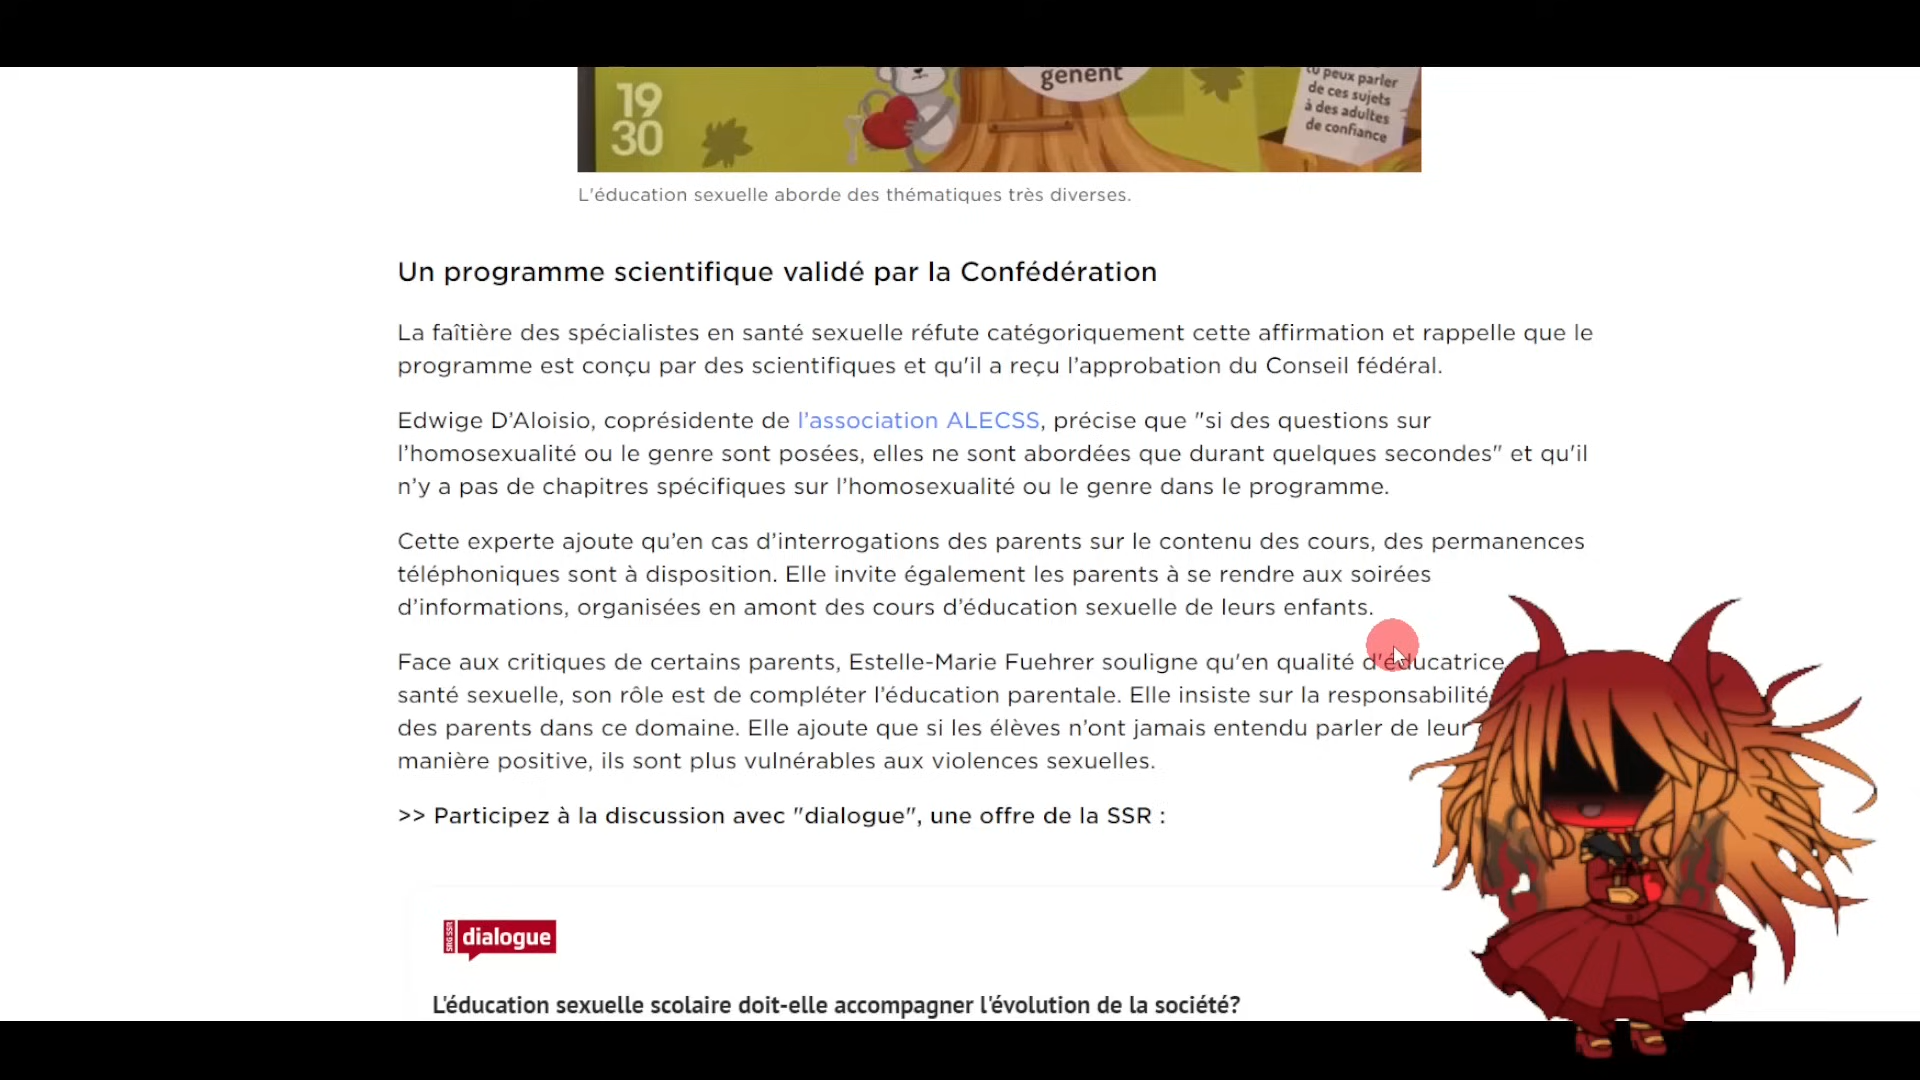 gênent
tu peux parler
de ces sujets
à des adultes
de confiance
19
30
L'éducation sexuelle aborde des thématiques très diverses.
Un programme scientifique validé par la Confédération
La faîtière des spécialistes en santé sexuelle réfute catégoriquement cette affirmation et rappelle que le
programme est conçu par des scientifiques et qu'il a reçu l’approbation du Conseil fédéral.
Edwige D’Aloisio, coprésidente de l’association ALECSS, précise que "si des questions sur
l’homosexualité ou le genre sont posées, elles ne sont abordées que durant quelques secondes" et qu'il
n’y a pas de chapitres spécifiques sur l’homosexualité ou le genre dans le programme.
Cette experte ajoute qu’en cas d’interrogations des parents sur le contenu des cours, des permanences
téléphoniques sont à disposition. Elle invite également les parents à se rendre aux soirées
d’informations, organisées en amont des cours d’éducation sexuelle de leurs enfants.
Face aux critiques de certains parents, Estelle-Marie Fuehrer souligne qu'en qualité d'éducatrice
santé sexuelle, son rôle est de compléter l’éducation parentale. Elle insiste sur la responsabilité
des parents dans ce domaine. Elle ajoute que si les élèves n’ont jamais entendu parler de leur
manière positive, ils sont plus vulnérables aux violences sexuelles.
>> Participez à la discussion avec "dialogue", une offre de la SSR :
SRG SSR dialogue
L'éducation sexuelle scolaire doit-elle accompagner l'évolution de la société?